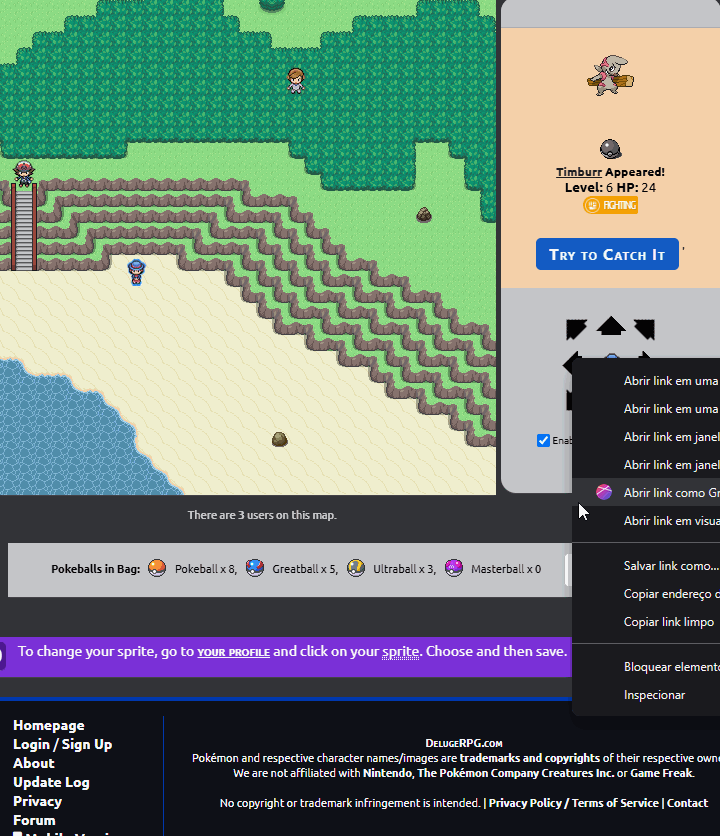 Timburr Appeared!
Level: 6 HP: 24
FIGHTING
Try to Catch It
Abrir link em uma
Abrir link em uma
Abrir link em janel
Abrir link em janel
Abrir link como Gr
Abrir link em visua
Salvar link como...
Copiar endereço d
Copiar link limpo
Bloquear elemento
Inspecionar
Enab
There are 3 users on this map.
Pokeballs in Bag: Pokeball x 8, Greatball x 5, Ultraball x 3, Masterball x 0
To change your sprite, go to YOUR PROFILE and click on your sprite. Choose and then save.
Homepage
Login / Sign Up
About
Update Log
Privacy
Forum
DelugeRPG.com
Pokémon and respective character names/images are trademarks and copyrights of their respective owne
We are not affiliated with Nintendo, The Pokémon Company Creatures Inc. or Game Freak.
No copyright or trademark infringement is intended. | Privacy Policy / Terms of Service | Contact